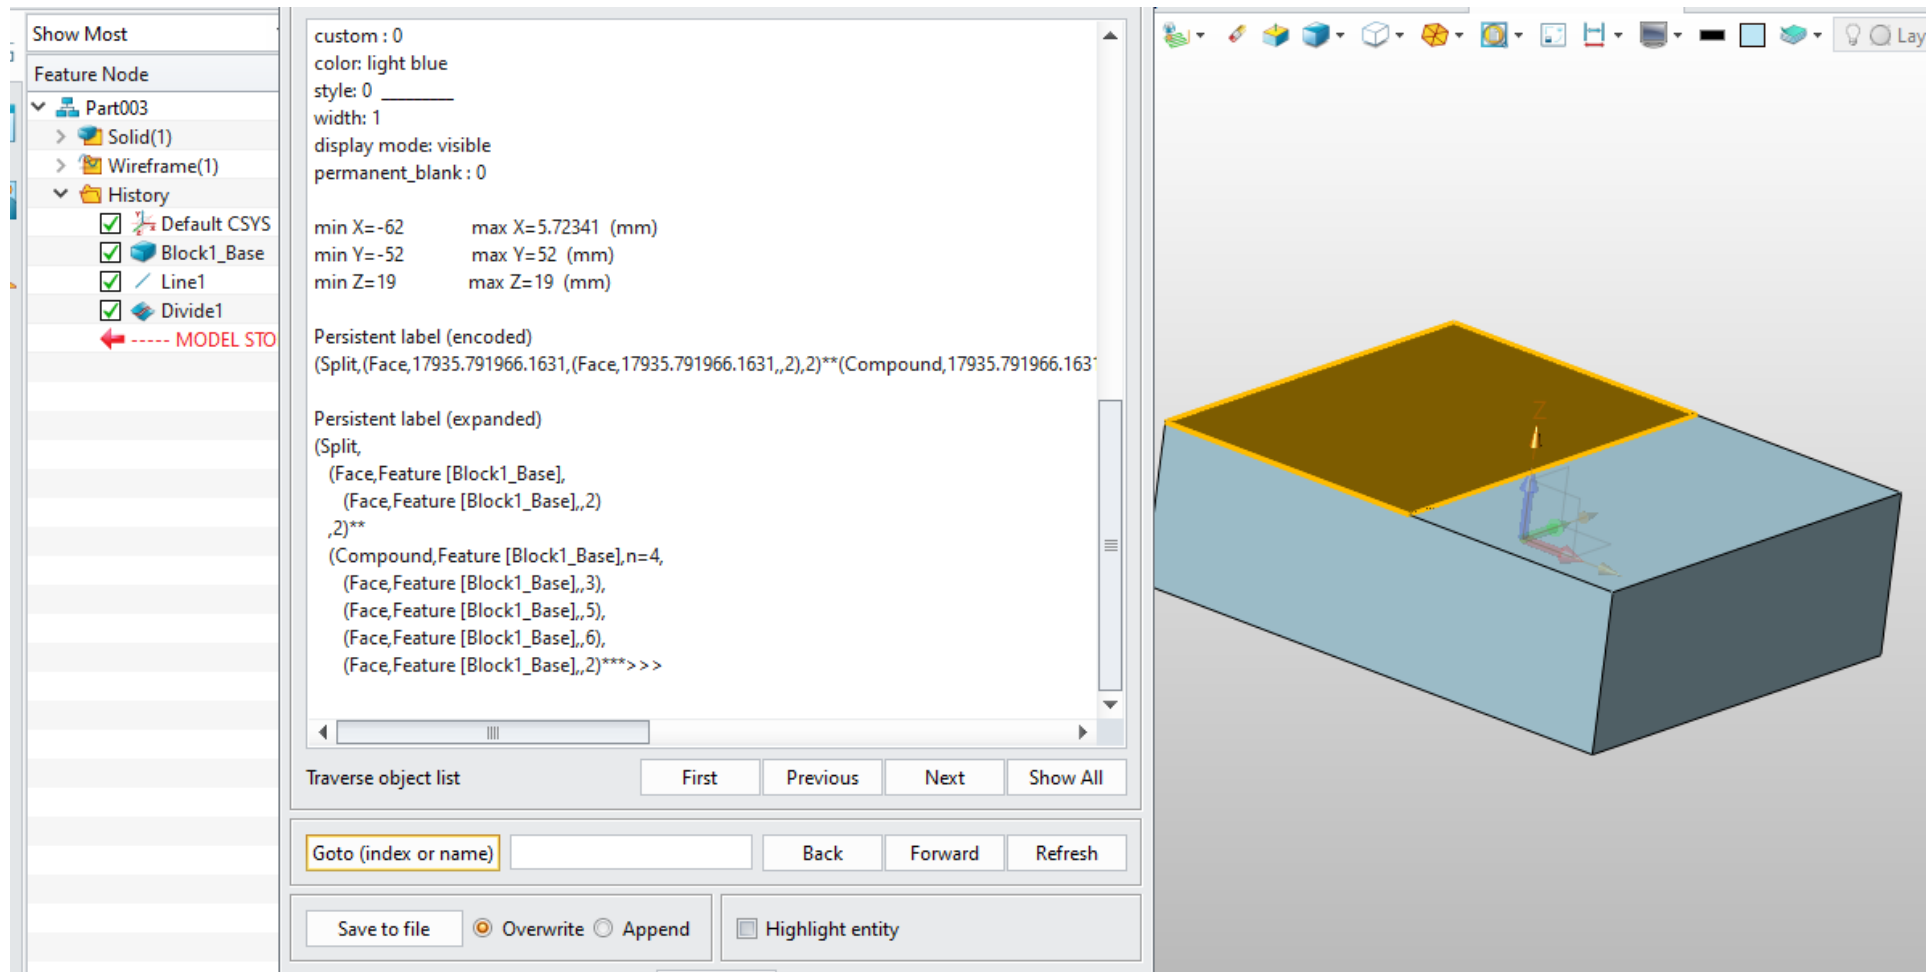 Show Most
Feature Node
Part003
Solid(1)
Wireframe(1)
History
Default CSYS
Block1_Base
Line1
Divide1
----- MODEL STO
custom : 0
color: light blue
style: 0 ________
width: 1
display mode: visible
permanent_blank : 0
min X=-62 max X=5.72341 (mm)
min Y=-52 max Y=52 (mm)
min Z=19 max Z=19 (mm)
Persistent label (encoded)
(Split,(Face,17935.791966.1631,(Face,17935.791966.1631,,2),2)**(Compound,17935.791966.1631
Persistent label (expanded)
(Split,
(Face,Feature [Block1_Base],
(Face,Feature [Block1_Base],,2)
,2)**
(Compound,Feature [Block1_Base],n=4,
(Face,Feature [Block1_Base],,3),
(Face,Feature [Block1_Base],,5),
(Face,Feature [Block1_Base],,6),
(Face,Feature [Block1_Base],,2)***>>>
Traverse object list First Previous Next Show All
Goto (index or name) Back Forward Refresh
Save to file Overwrite Append Highlight entity
Lay
Z